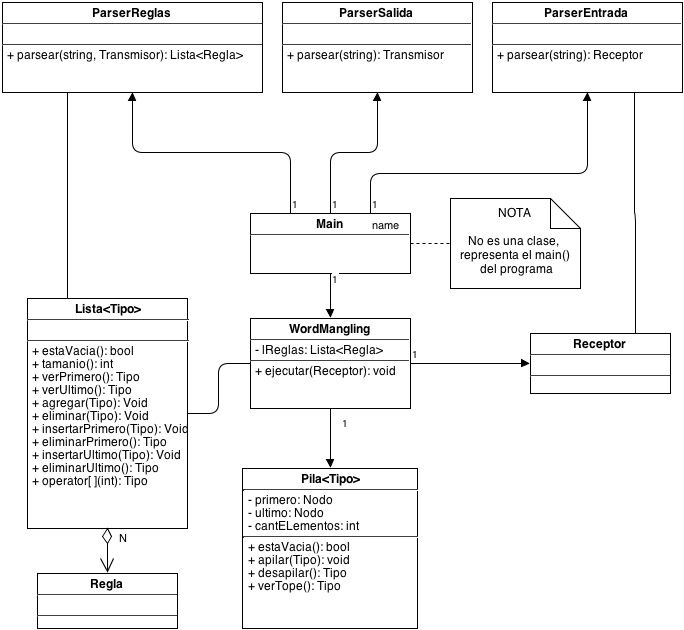 ParserReglas
+ parsear(string, Transmisor): Lista<Regla>
ParserSalida
+ parsear(string): Transmisor
ParserEntrada
+ parsear(string): Receptor
1
1
1
Main
name
NOTA
No es una clase,
representa el main()
del programa
1
Lista<Tipo>
+ estaVacia(): bool
+ tamanio(): int
+ verPrimero(): Tipo
+ verUltimo(): Tipo
+ agregar(Tipo): Void
+ eliminar(Tipo): Void
+ insertarPrimero(Tipo): Void
+ eliminarPrimero(): Tipo
+ insertarUltimo(Tipo): Void
+ eliminarUltimo(): Tipo
+ operator[ ](int): Tipo
WordMangling
- lReglas: Lista<Regla>
+ ejecutar(Receptor): void
1
Receptor
1
Pila<Tipo>
- primero: Nodo
- ultimo: Nodo
- cantELementos: int
+ estaVacia(): bool
+ apilar(Tipo): void
+ desapilar(): Tipo
+ verTope(): Tipo
N
Regla